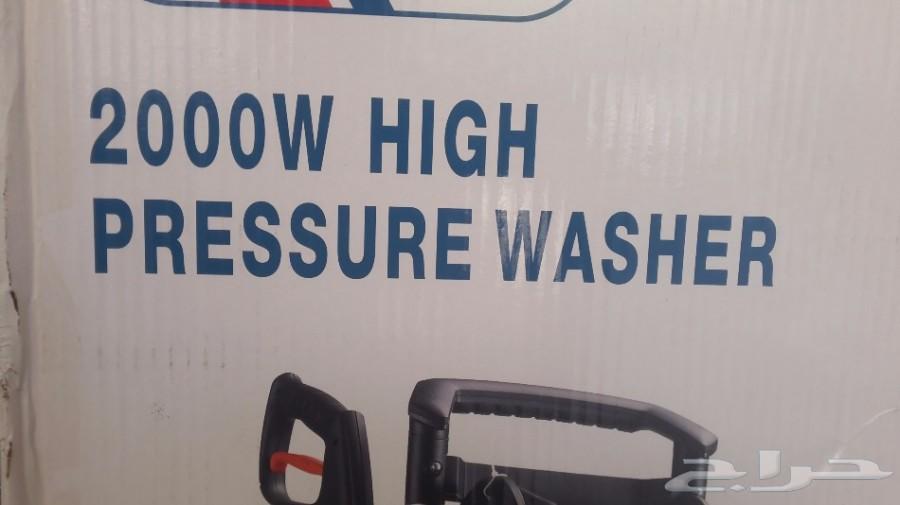 2000W HIGH
PRESSURE WASHER
حراج